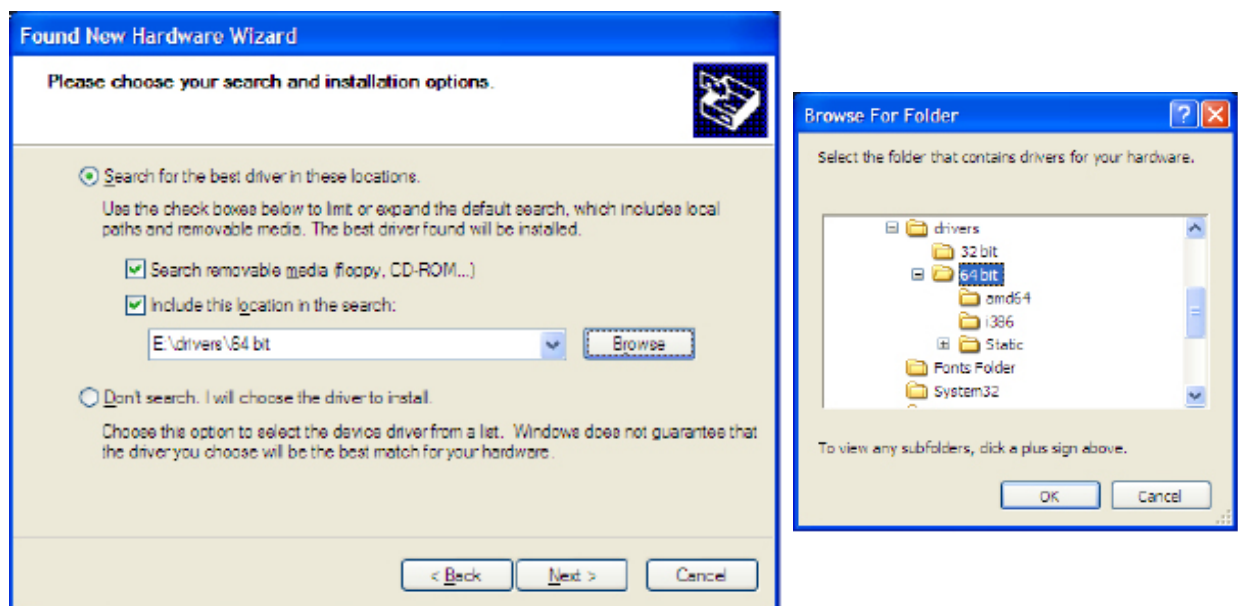 Found New Hardware Wizard
Please choose your search and installation options.
Search for the best driver in these locations.
Use the check boxes below to limit or expand the default search, which includes local
paths and removable media. The best driver found will be installed.
Search removable media (floppy, CD-ROM...)
Include this location in the search:
E:\drivers\64 bit
Browse
Don't search. I will choose the driver to install.
Choose this option to select the device driver from a list. Windows does not guarantee that
the driver you choose will be the best match for your hardware.
< Back
Next >
Cancel
Browse For Folder
Select the folder that contains drivers for your hardware.
drivers
32 bit
64 bit
amd64
i386
Static
Fonts Folder
System32
To view any subfolders, click a plus sign above.
OK
Cancel